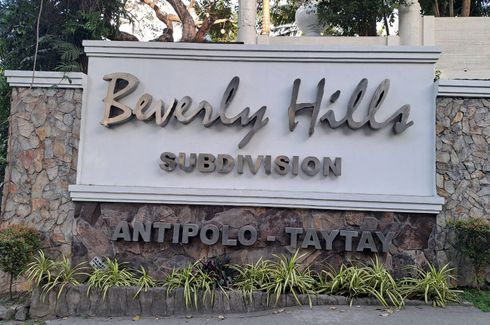 Beverly Hills
SUBDIVISION
ANTIPOLO - TAYTAY